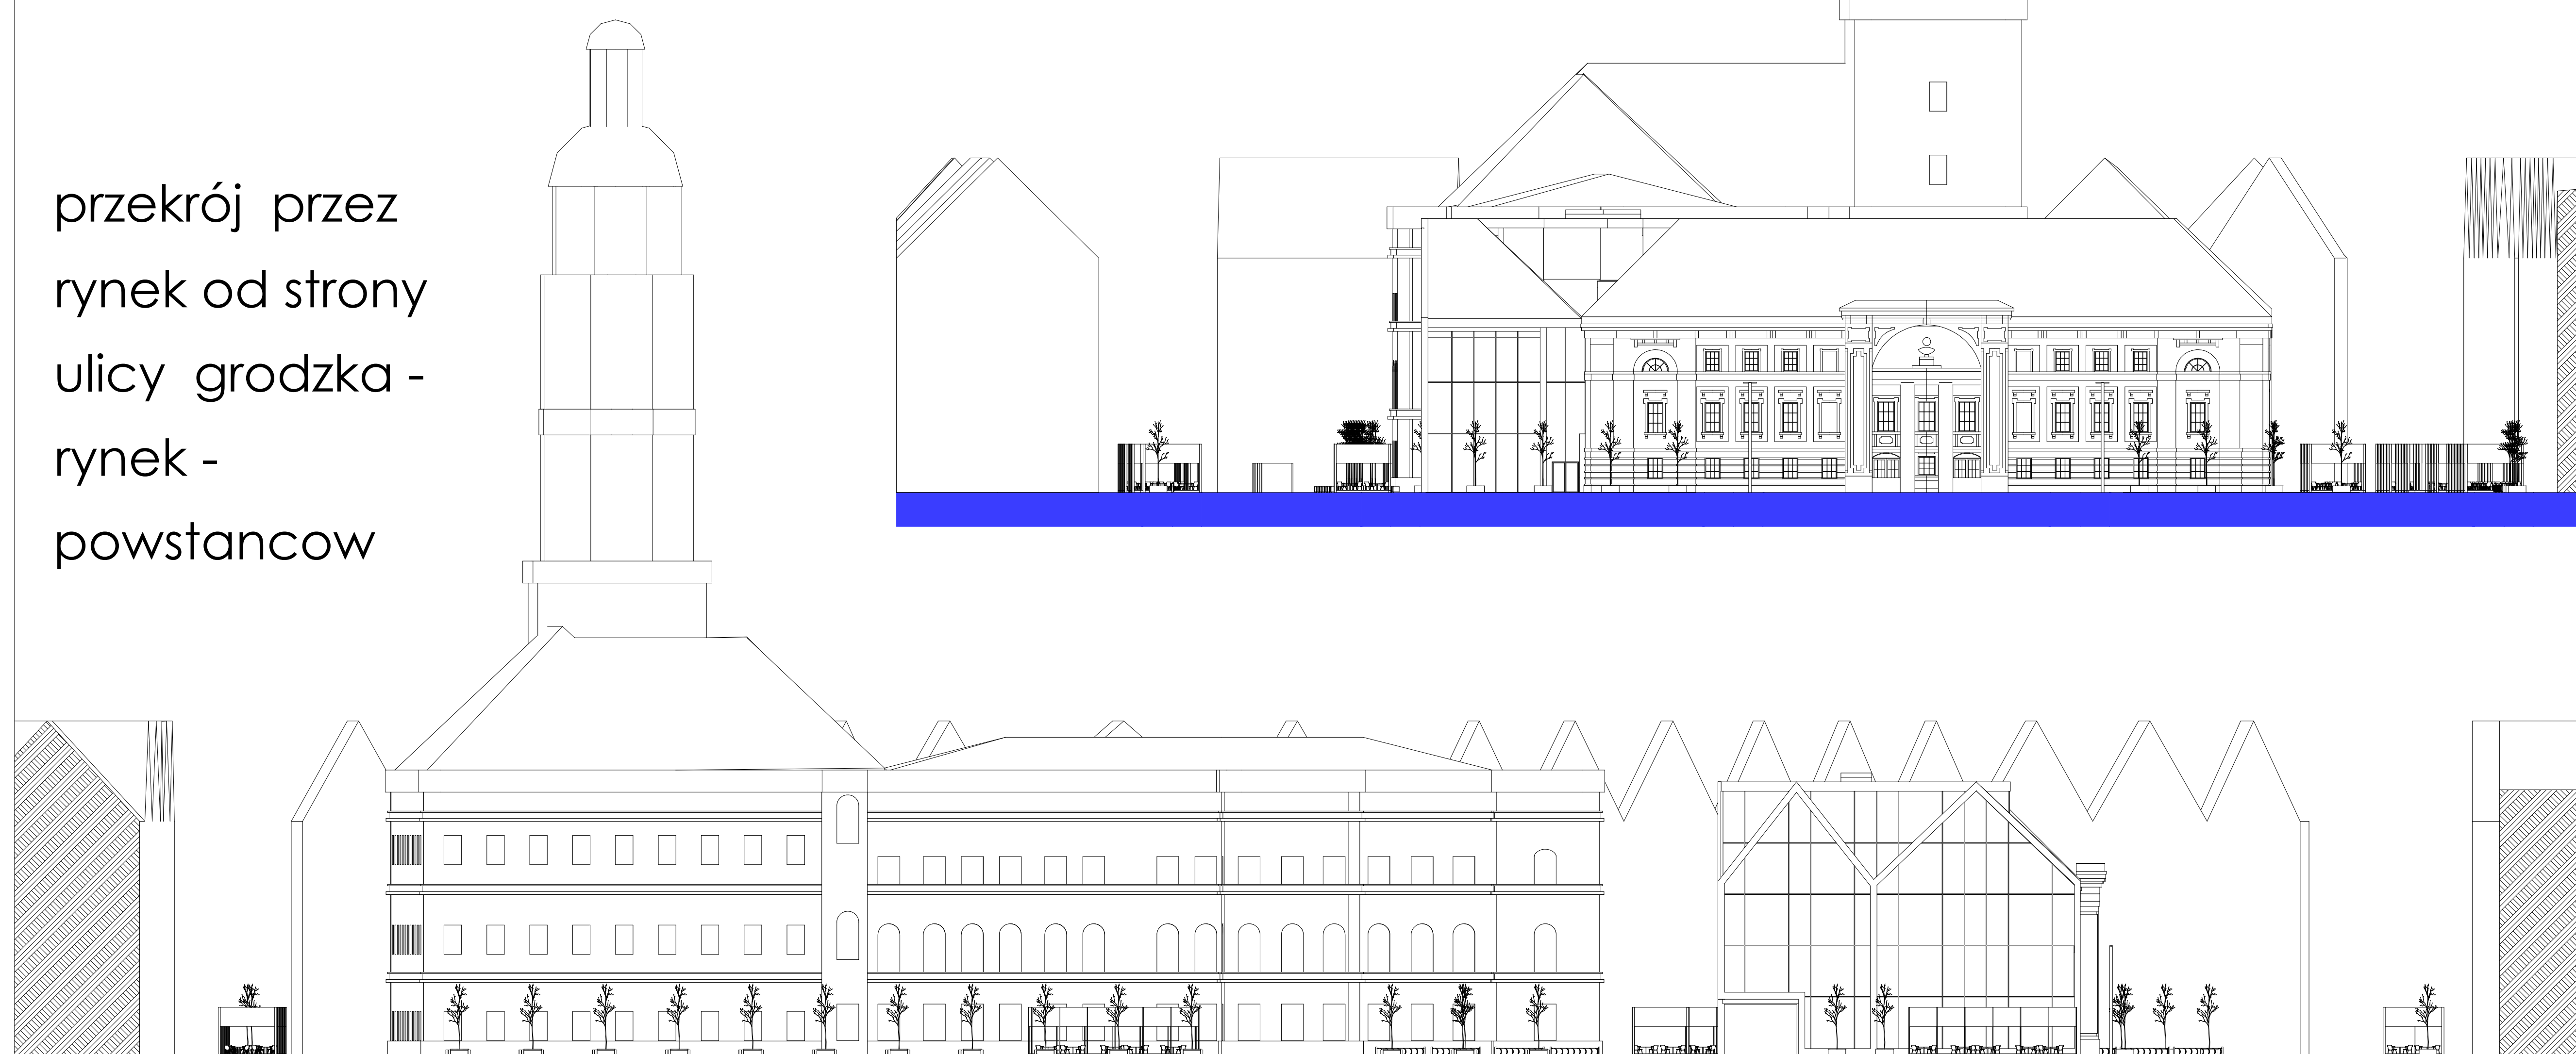 przekrój przez
rynek od strony
ulicy grodzka -
rynek -
powstancow